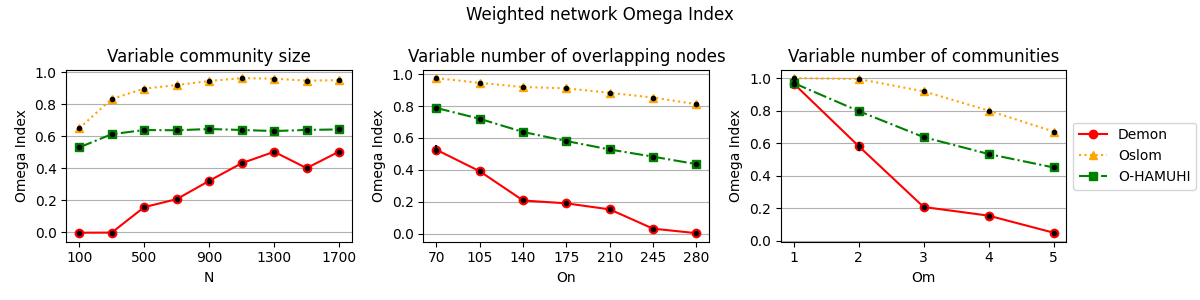 Weighted network Omega Index
Variable community size
Omega Index
1.0
0.8
0.6
0.4
0.2
0.0
100 500 900 1300 1700
N
Variable number of overlapping nodes
Omega Index
1.0
0.8
0.6
0.4
0.2
0.0
70 105 140 175 210 245 280
On
Variable number of communities
Omega Index
1.0
0.8
0.6
0.4
0.2
0.0
1 2 3 4 5
Om
Demon
Oslom
O-HAMUHI